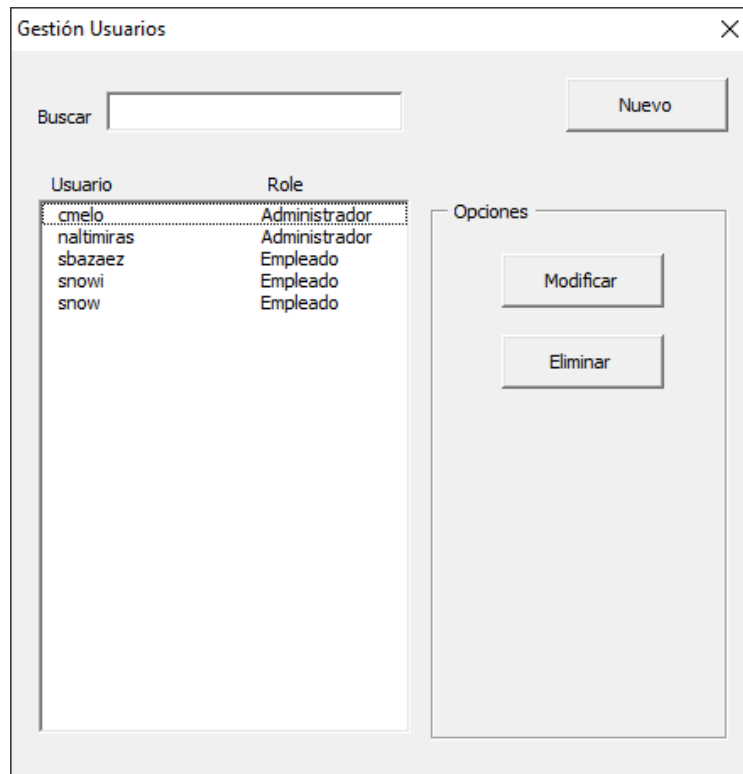 Gestión Usuarios
Nuevo
Buscar
Usuario Role
cmelo Administrador
naltimiras Administrador
sbazaez Empleado
snowi Empleado
snow Empleado
Opciones
Modificar
Eliminar